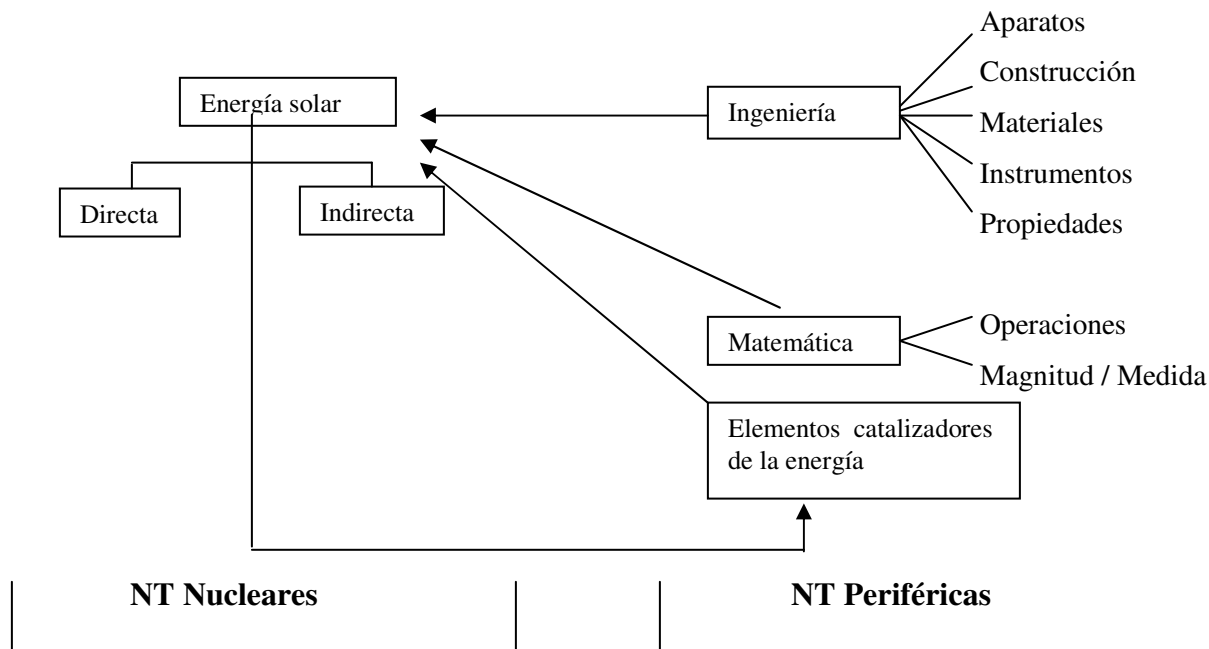 Aparatos
Energía solar
Ingeniería
Construcción
Materiales
Instrumentos
Propiedades
Directa
Indirecta
Matemática
Operaciones
Magnitud / Medida
Elementos catalizadores
de la energía
NT Nucleares
NT Periféricas